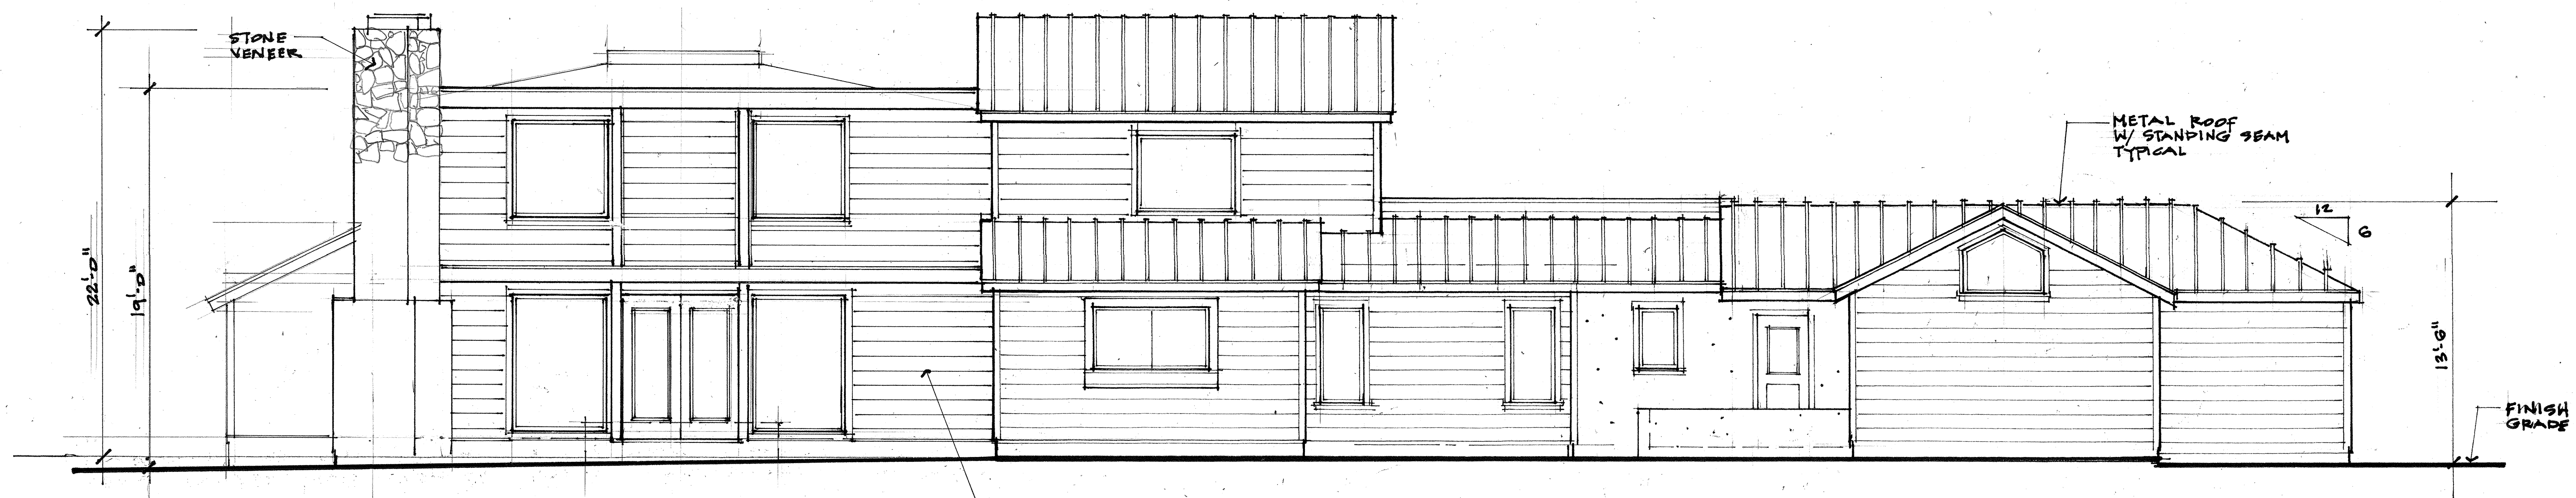 STONE
VENEER
22'-0"
19'-0"
METAL ROOF
W/ STANDING SEAM
TYPICAL
12
6
13'-6"
FINISH
GRADE